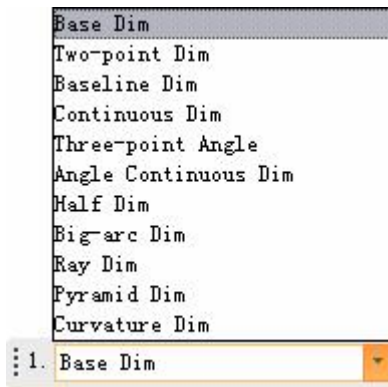 Base Dim
Two-point Dim
Baseline Dim
Continuous Dim
Three-point Angle
Angle Continuous Dim
Half Dim
Big-arc Dim
Ray Dim
Pyramid Dim
Curvature Dim
1. Base Dim